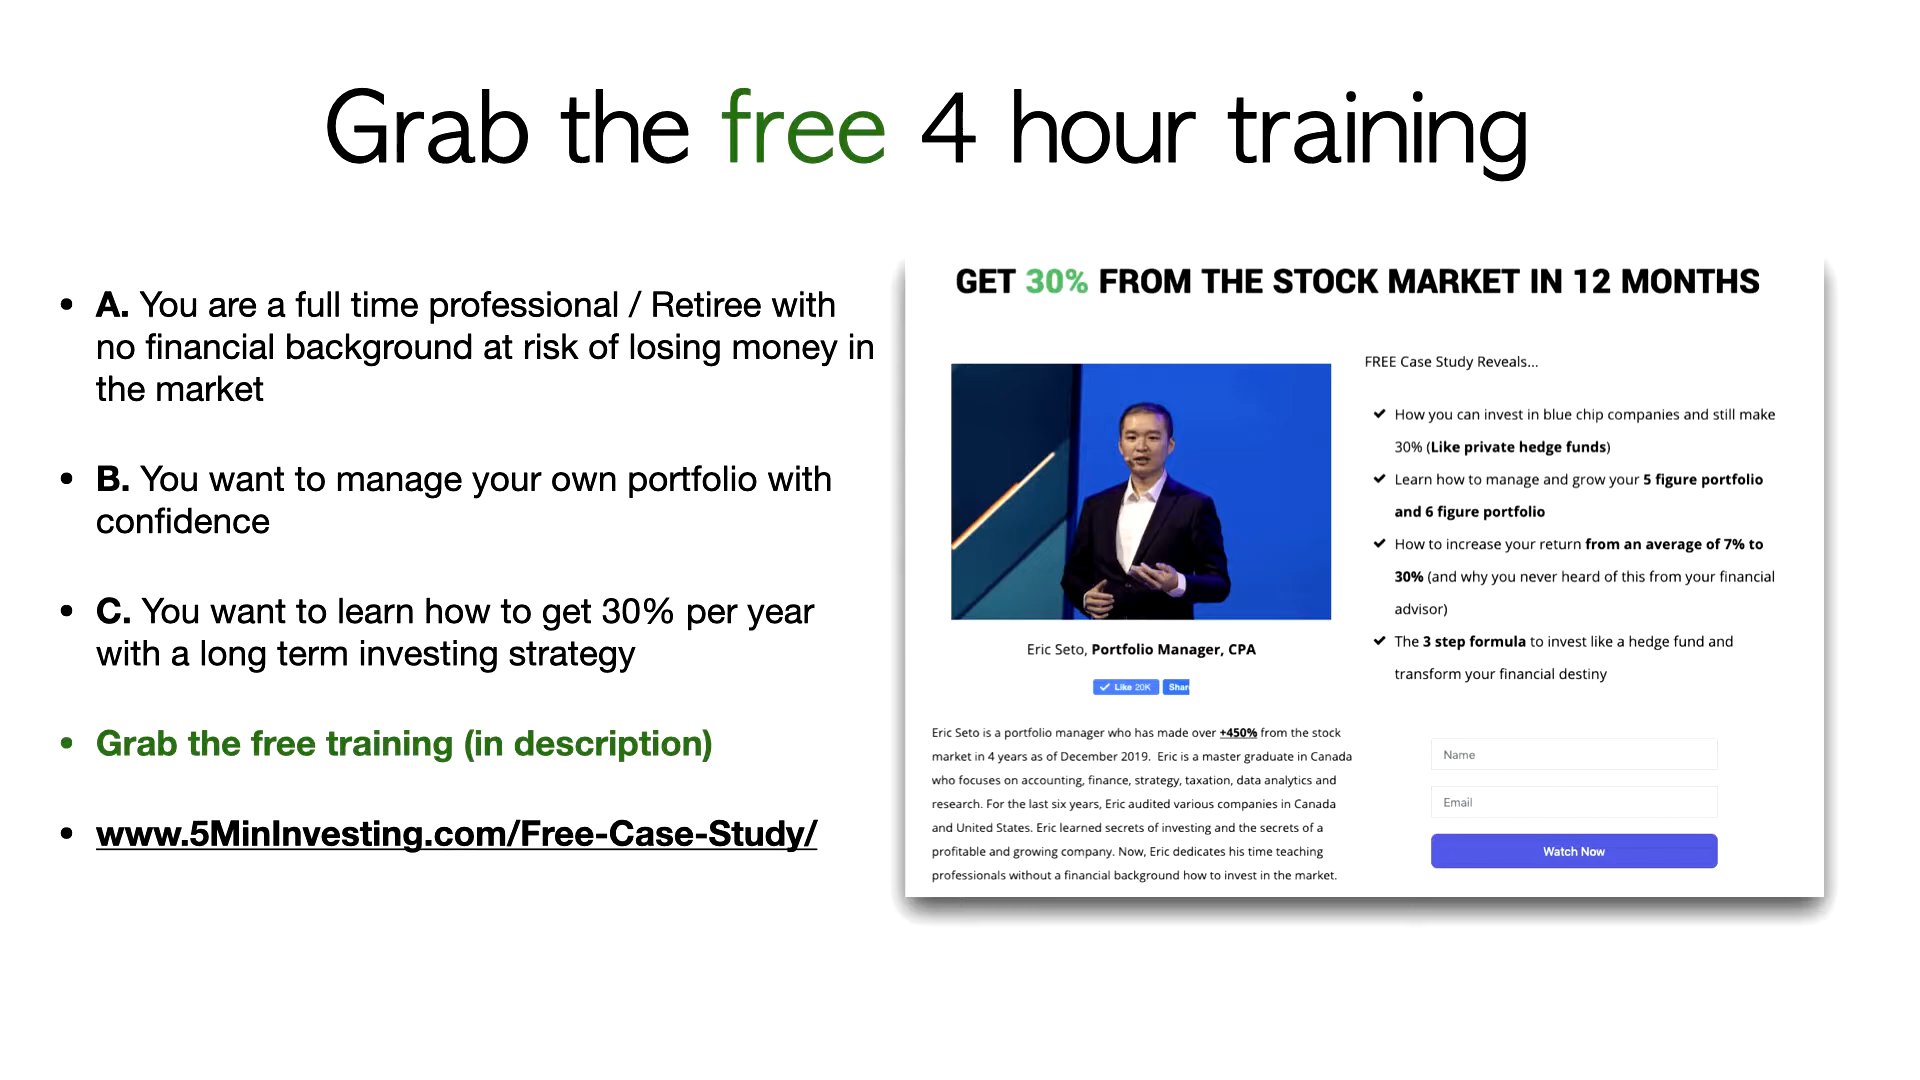 Grab the free 4 hour training
• A. You are a full time professional / Retiree with
no financial background at risk of losing money in
the market
• B. You want to manage your own portfolio with
confidence
• C. You want to learn how to get 30% per year
with a long term investing strategy
• Grab the free training (in description)
• www.5MinInvesting.com/Free-Case-Study/
GET 30% FROM THE STOCK MARKET IN 12 MONTHS
Eric Seto, Portfolio Manager, CPA
Like 20K Shar
Eric Seto is a portfolio manager who has made over +450% from the stock
market in 4 years as of December 2019. Eric is a master graduate in Canada
who focuses on accounting, finance, strategy, taxation, data analytics and
research. For the last six years, Eric audited various companies in Canada
and United States. Eric learned secrets of investing and the secrets of a
profitable and growing company. Now, Eric dedicates his time teaching
professionals without a financial background how to invest in the market.
FREE Case Study Reveals...
✔ How you can invest in blue chip companies and still make
30% (Like private hedge funds)
✔ Learn how to manage and grow your 5 figure portfolio
and 6 figure portfolio
✔ How to increase your return from an average of 7% to
30% (and why you never heard of this from your financial
advisor)
✔ The 3 step formula to invest like a hedge fund and
transform your financial destiny
Name
Email
Watch Now